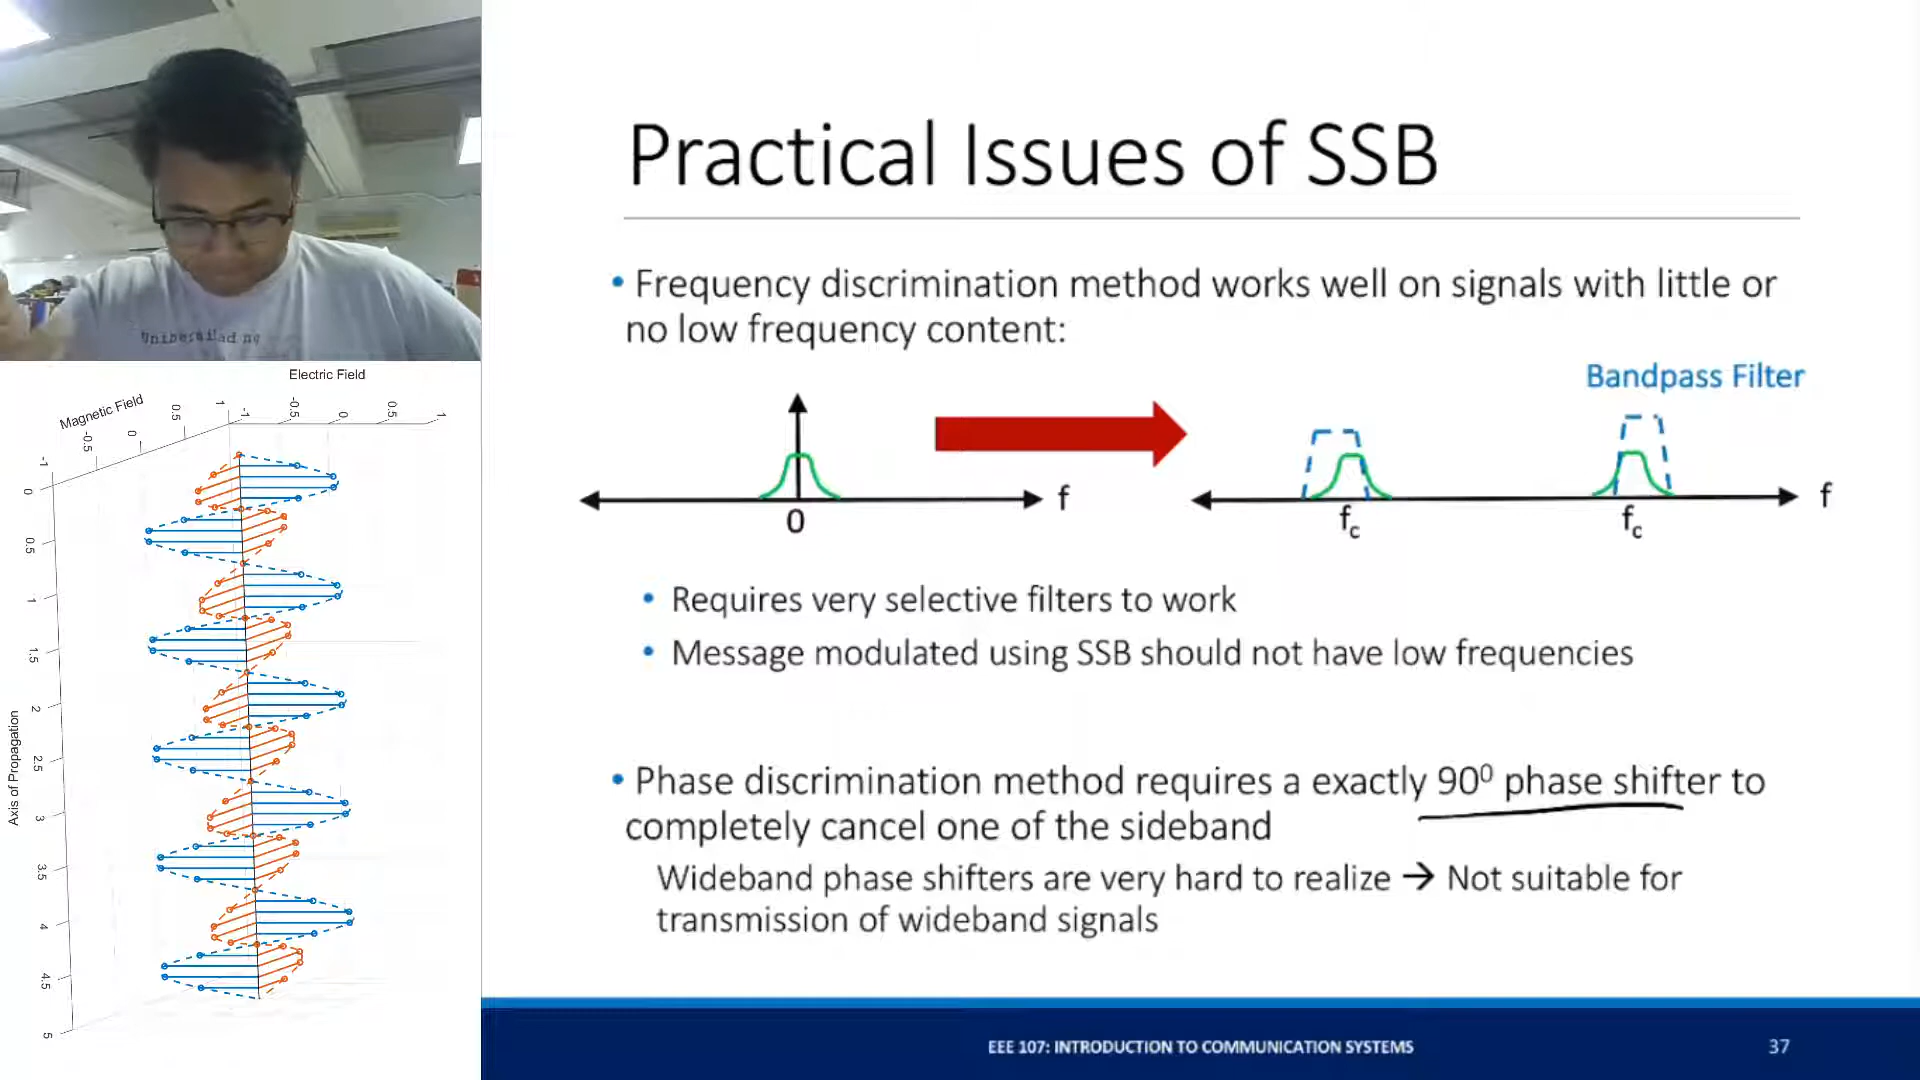 Practical Issues of SSB
• Frequency discrimination method works well on signals with little or
no low frequency content:
Bandpass Filter
f
0
f
fc
fc
• Requires very selective filters to work
• Message modulated using SSB should not have low frequencies
• Phase discrimination method requires a exactly 90⁰ phase shifter to
completely cancel one of the sideband
Wideband phase shifters are very hard to realize → Not suitable for
transmission of wideband signals
EEE 107: INTRODUCTION TO COMMUNICATION SYSTEMS
37
Electric Field
-1 -0.5 0 0.5 1
Magnetic Field
-1 -0.5 0 0.5 1
Axis of Propagation
0
0.5
1
1.5
2
2.5
3
3.5
4
4.5
5